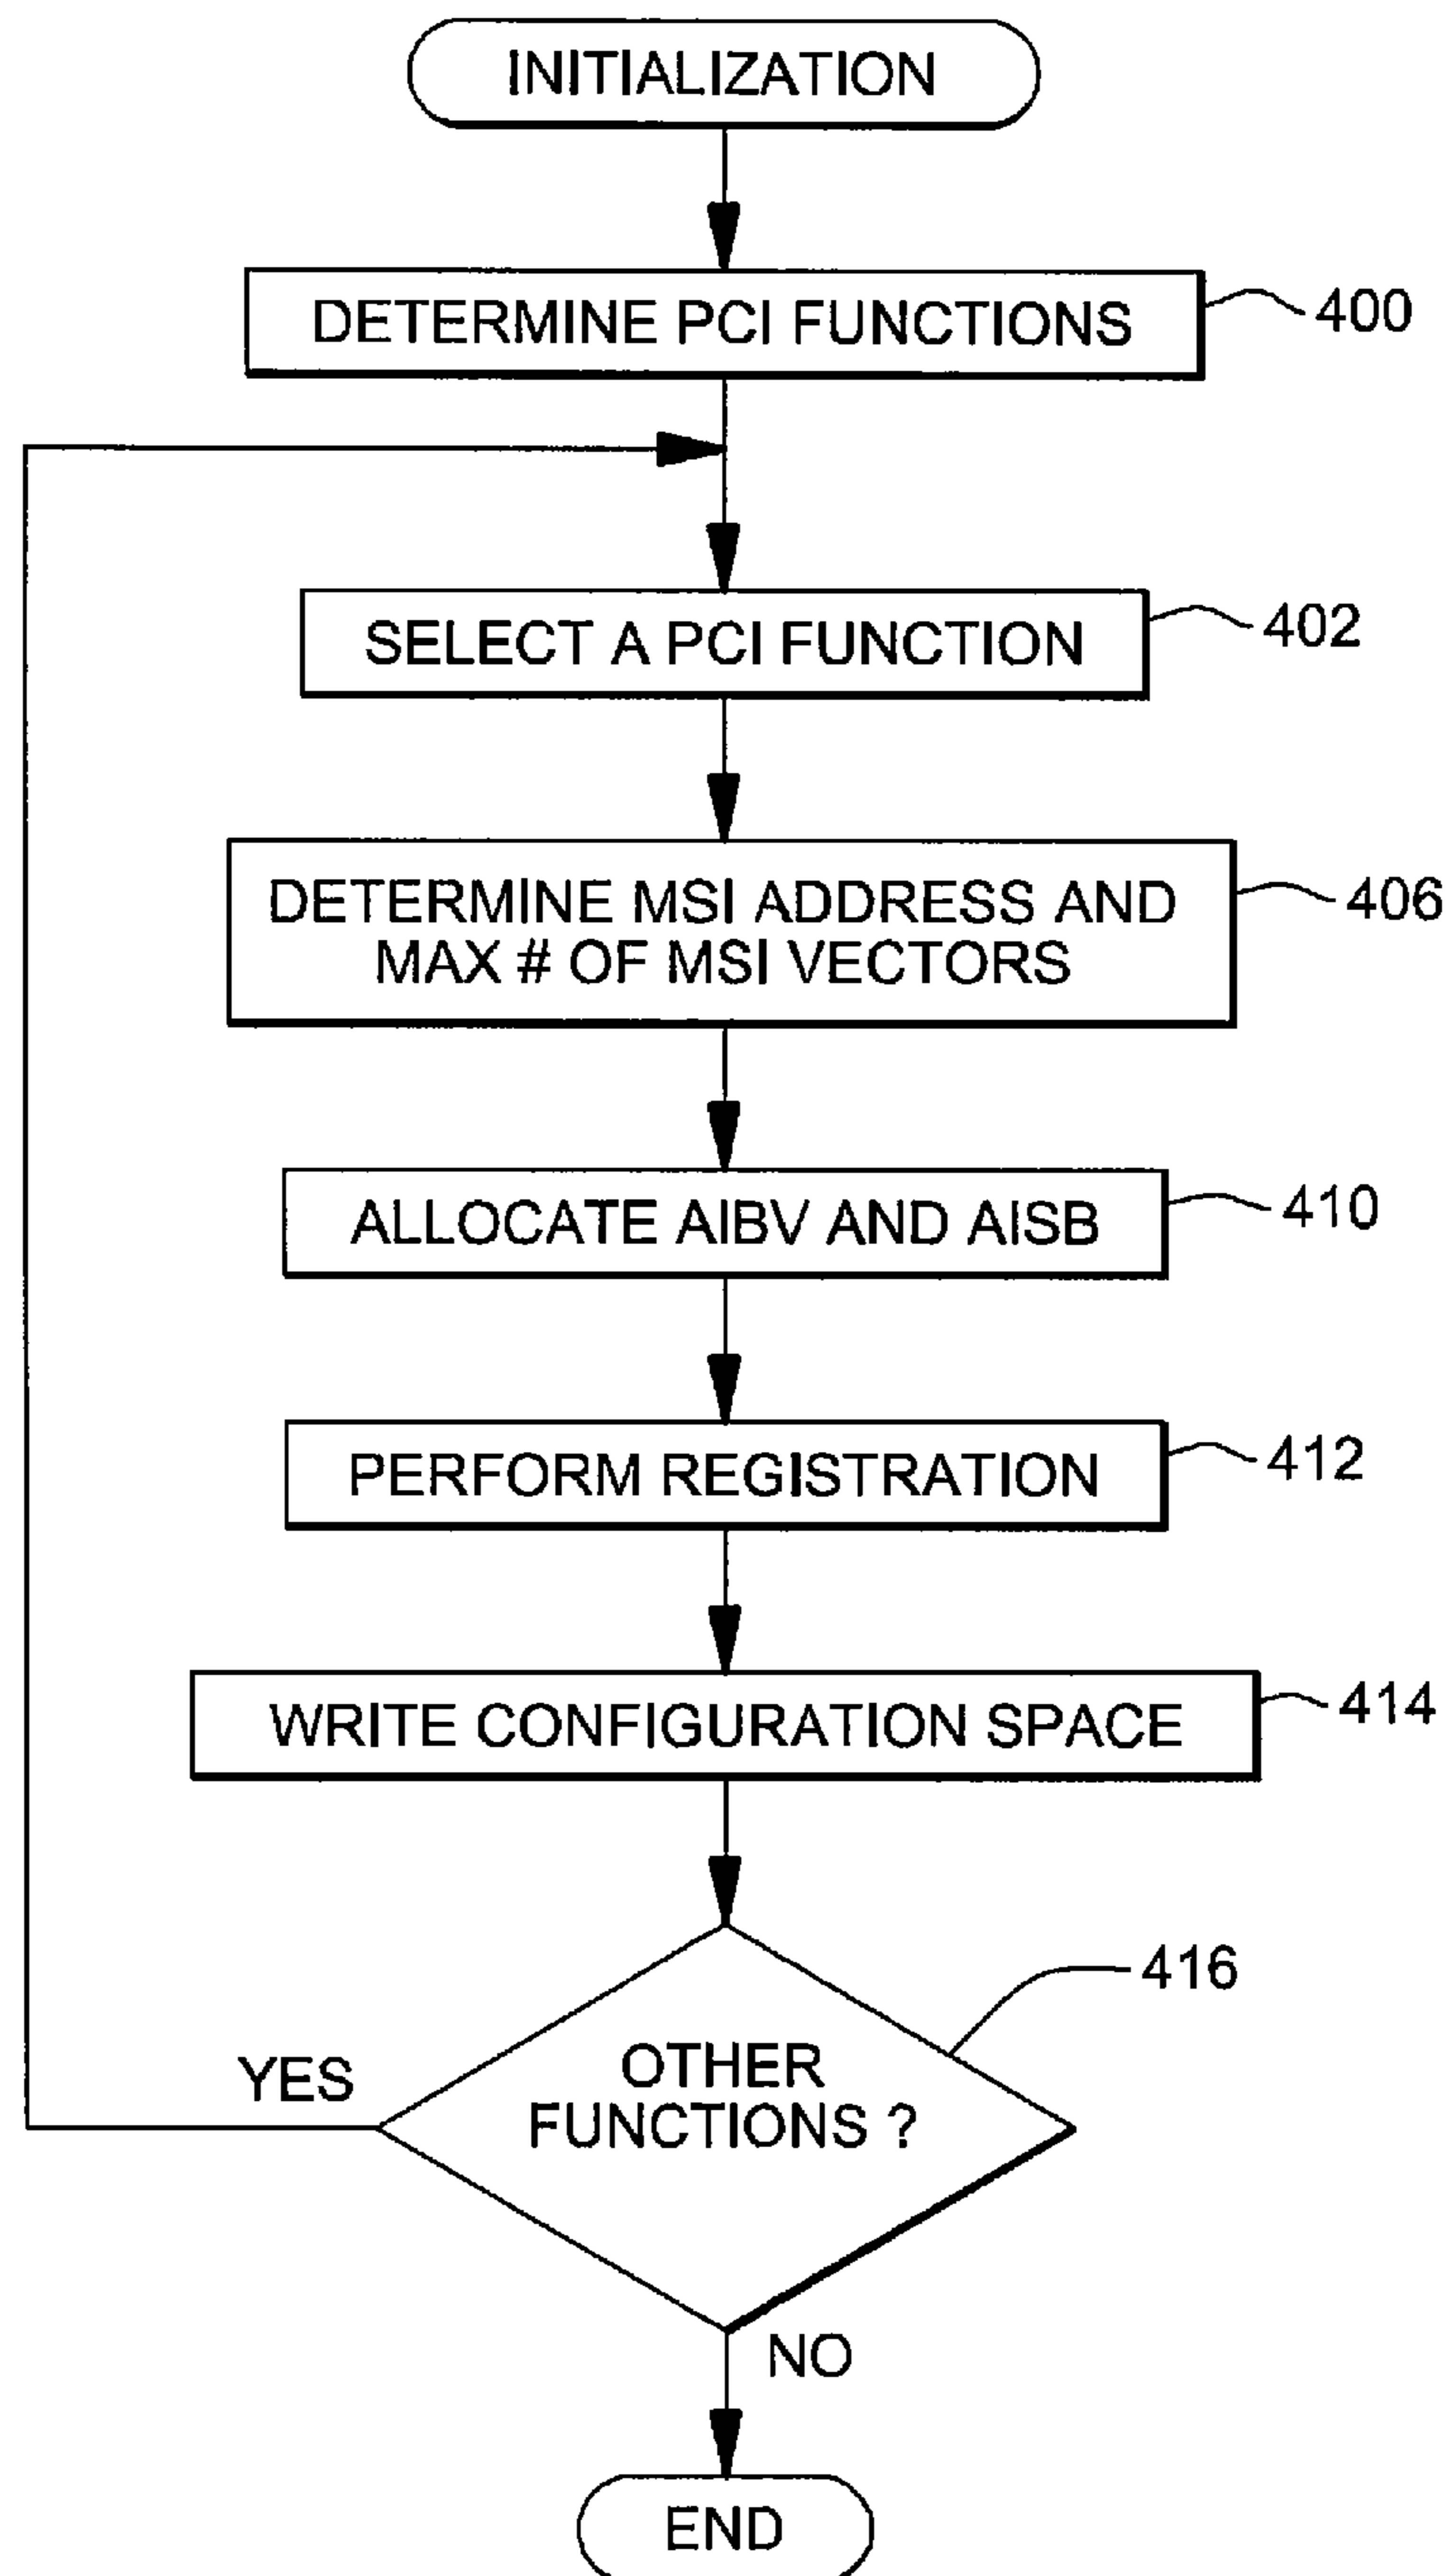 INITIALIZATION
DETERMINE PCI FUNCTIONS
400
SELECT A PCI FUNCTION
402
DETERMINE MSI ADDRESS AND
MAX # OF MSI VECTORS
406
ALLOCATE AIBV AND AISB
410
PERFORM REGISTRATION
412
WRITE CONFIGURATION SPACE
414
416
OTHER
FUNCTIONS ?
YES
NO
END